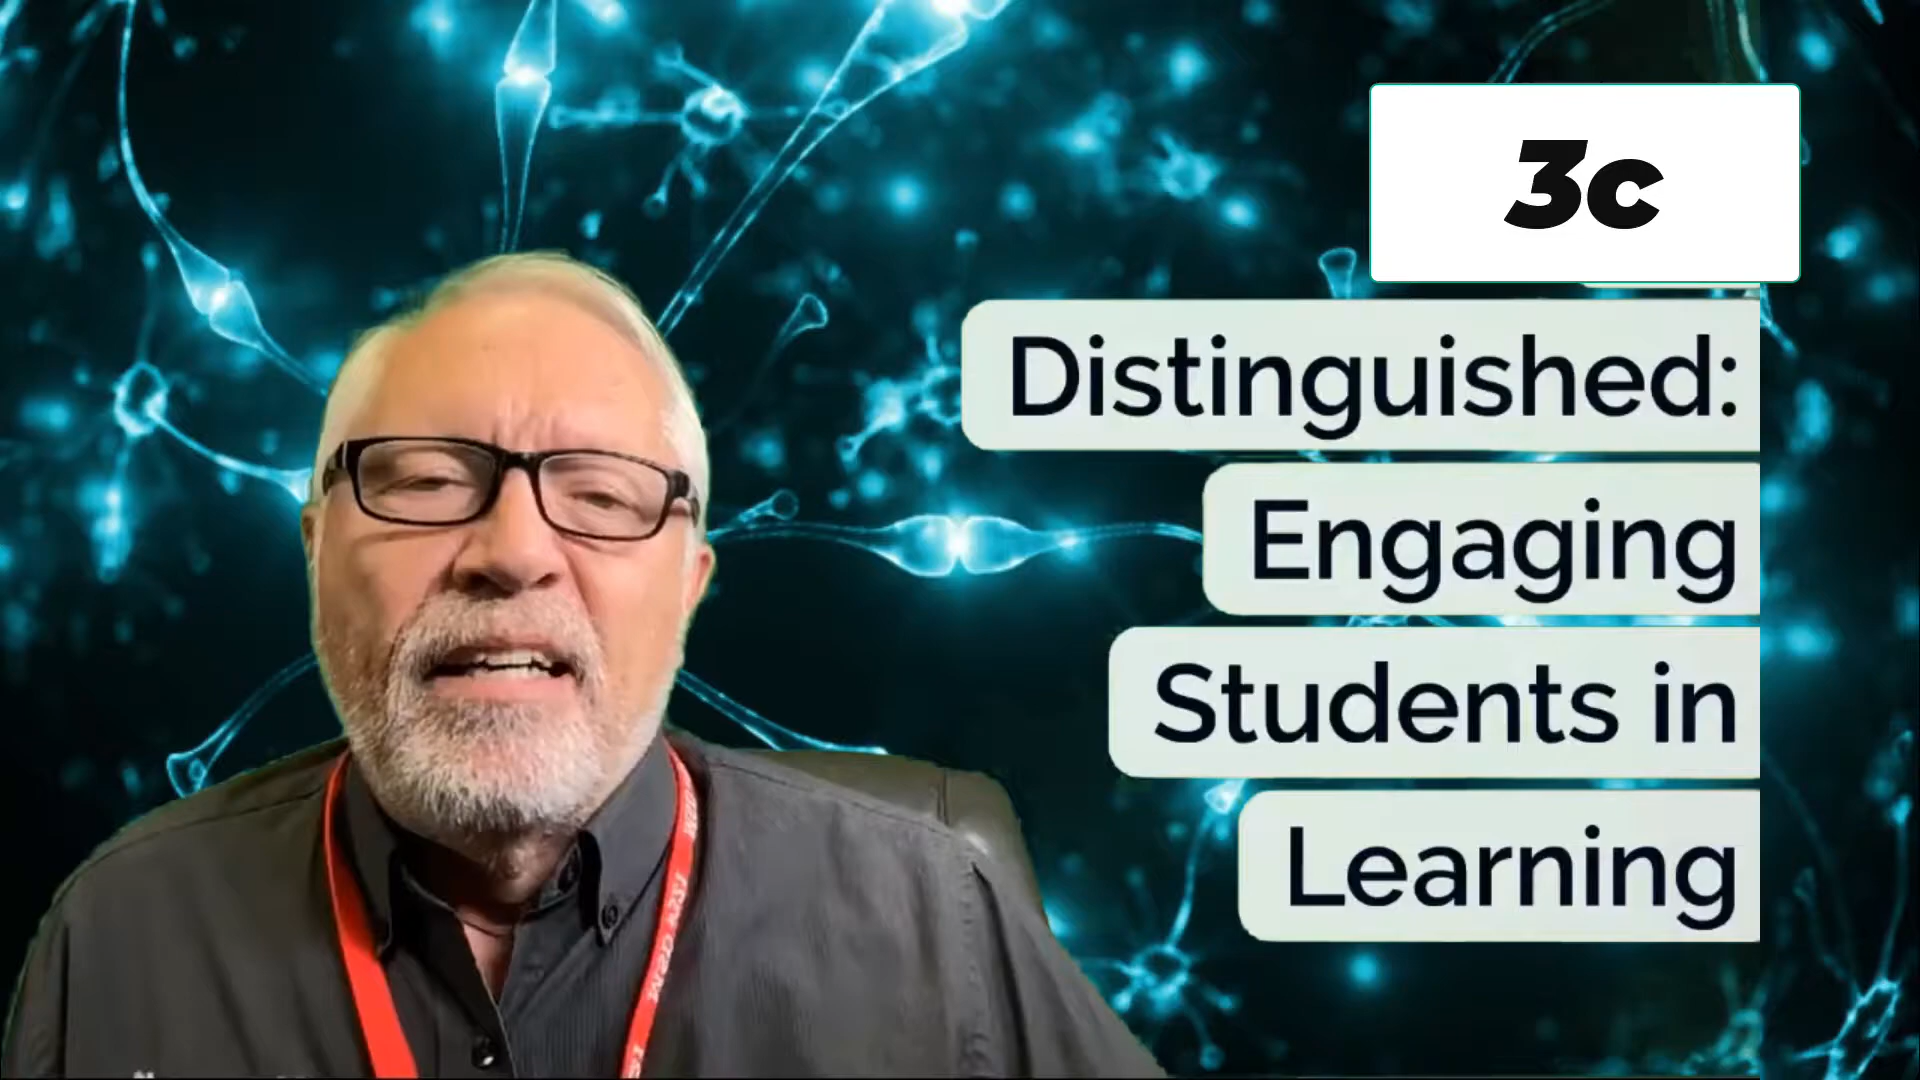 3c
Distinguished:
Engaging
Students in
Learning